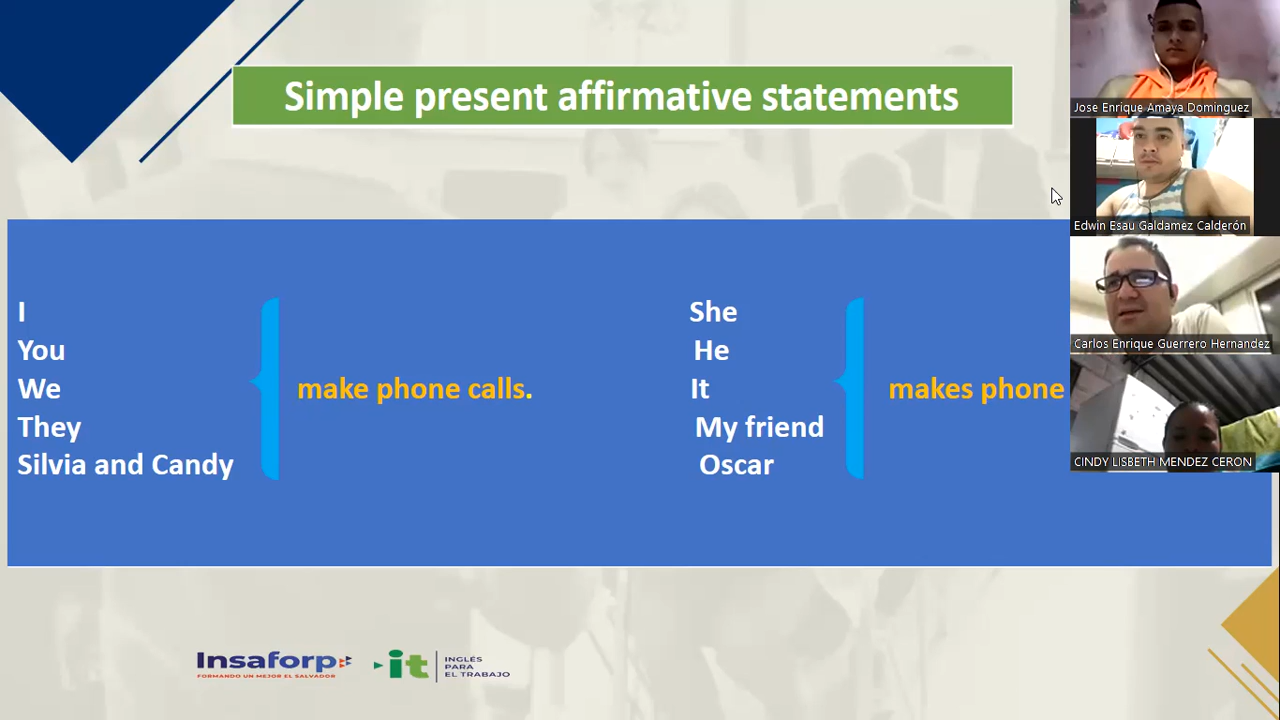 Simple present affirmative statements
I
You
We
They
Silvia and Candy
make phone calls.
She
He
It
My friend
Oscar
makes phone
Jose Enrique Amaya Dominguez
Edwin Esau Galdamez Calderón
Carlos Enrique Guerrero Hernandez
CINDY LISBETH MENDEZ CERON
Insaforp
FORMANDO UN MEJOR EL SALVADOR
it
INGLÉS
PARA
EL TRABAJO